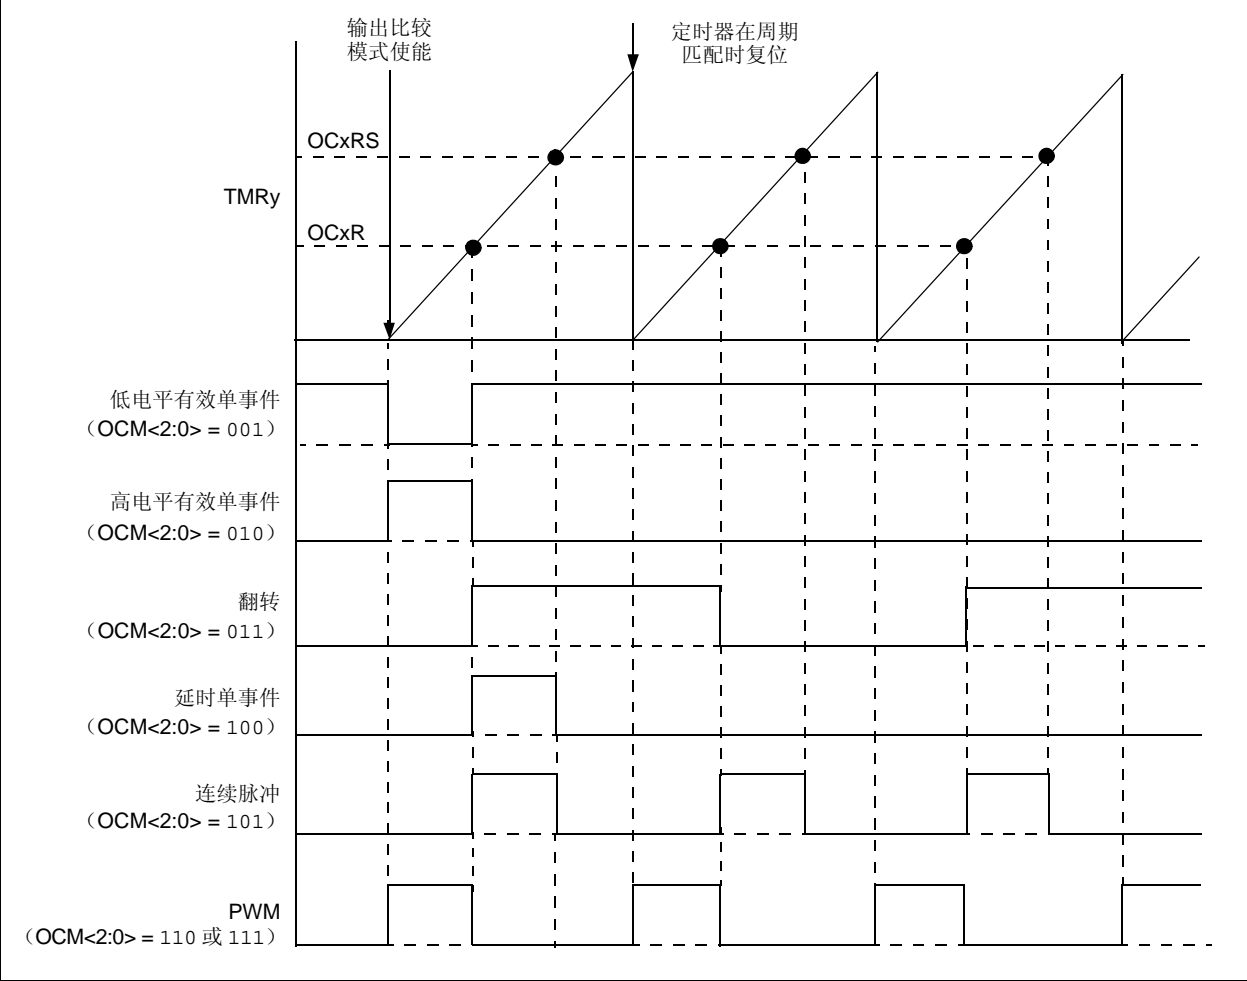 输出比较
模式使能
定时器在周期
匹配时复位
OCxRS
TMRy
OCxR
低电平有效单事件
（OCM<2:0> = 001）
高电平有效单事件
（OCM<2:0> = 010）
翻转
（OCM<2:0> = 011）
延时单事件
（OCM<2:0> = 100）
连续脉冲
（OCM<2:0> = 101）
PWM
（OCM<2:0> = 110 或 111）